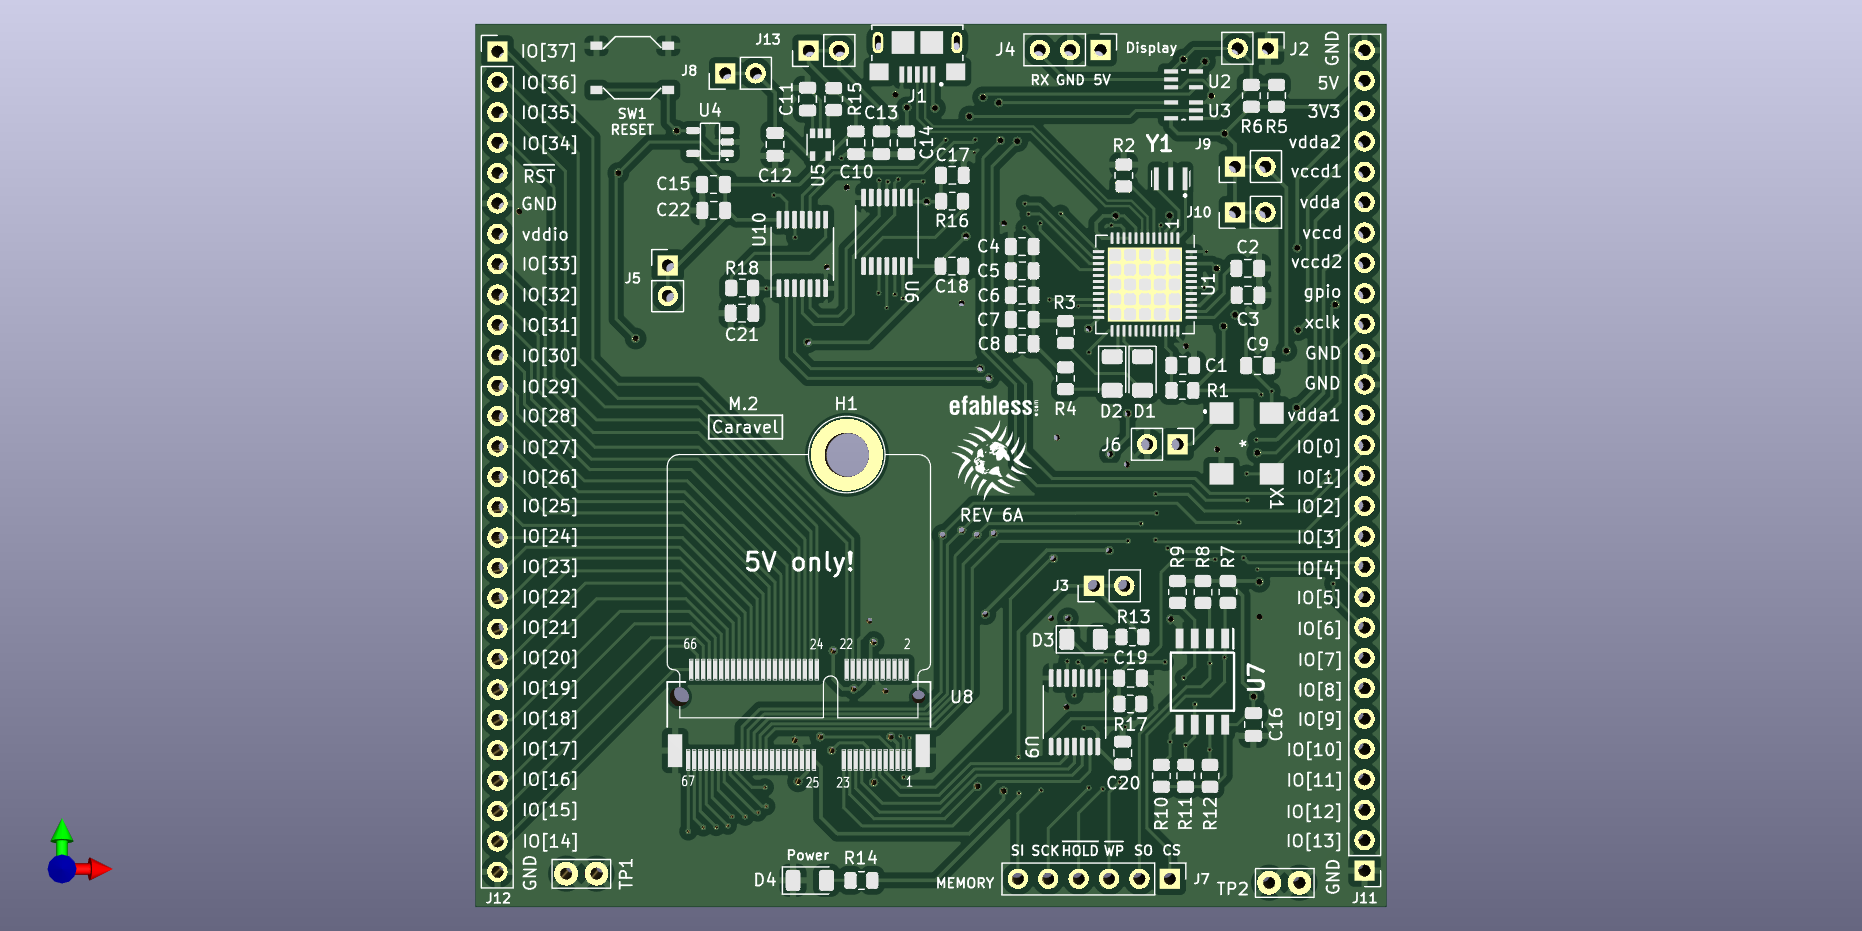 IO[37]
IO[36]
IO[35]
IO[34]
RST
GND
vddio
IO[33]
IO[32]
IO[31]
IO[30]
IO[29]
IO[28]
IO[27]
IO[26]
IO[25]
IO[24]
IO[23]
IO[22]
IO[21]
IO[20]
IO[19]
IO[18]
IO[17]
IO[16]
IO[15]
IO[14]
GND
J12
TP1
SW1
RESET
J8
J13
U4
C11
R15
C13
C14
J1
C12
U5
C10
C17
R16
C15
C22
U10
J5
R18
C21
U6
C18
J4
RX GND 5V
Display
J2
U2
U3
R6 R5
R2
Y1
J9
J10
1
C4
C5
C6
C7
C8
R3
R4
U1
C2
C3
C9
C1
R1
D2 D1
J6
X1
*
M.2
Caravel
H1
efabless
.com
REV 6A
5V only!
66
24
22
2
U8
67
25
23
1
J3
R13
D3
C19
R17
U9
C20
R9
R8
R7
U7
C16
R10
R11
R12
Power
D4
R14
SI SCK HOLD WP SO CS
MEMORY
J7
TP2
GND
5V
3V3
vdda2
vccd1
vdda
vccd
vccd2
gpio
xclk
GND
GND
vdda1
IO[0]
IO[1]
IO[2]
IO[3]
IO[4]
IO[5]
IO[6]
IO[7]
IO[8]
IO[9]
IO[10]
IO[11]
IO[12]
IO[13]
GND
J11